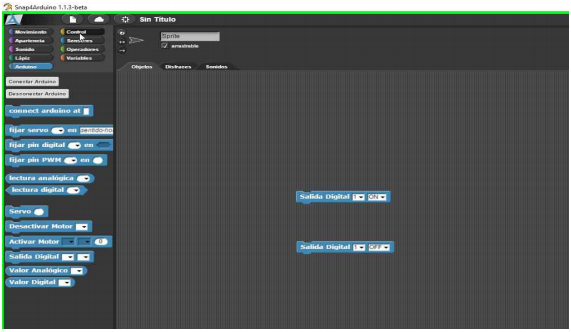 Snap4Arduino 1.1.3-beta
Sin Título
Movimiento
Control
Apariencia
Sensores
Sonido
Operadores
Lápiz
Variables
Arduino
Sprite
arrastrable
Objetos Disfraces Sonidos
Conectar Arduino
Desconectar Arduino
connect arduino at
fijar servo en sentido-ho
fijar pin digital en
fijar pin PWM en
lectura analógica
lectura digital
Servo
Desactivar Motor
Activar Motor 0
Salida Digital
Valor Analógico
Valor Digital
Salida Digital 1 ON
Salida Digital 1 OFF